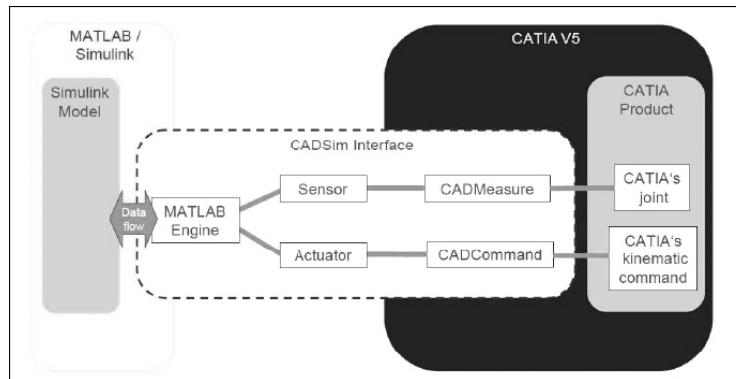 MATLAB /
Simulink
CATIA V5
Simulink
Model
CATIA
Product
CADSim Interface
Sensor
CADMeasure
CATIA's
joint
Data
flow
MATLAB
Engine
Actuator
CADCommand
CATIA's
kinematic
command